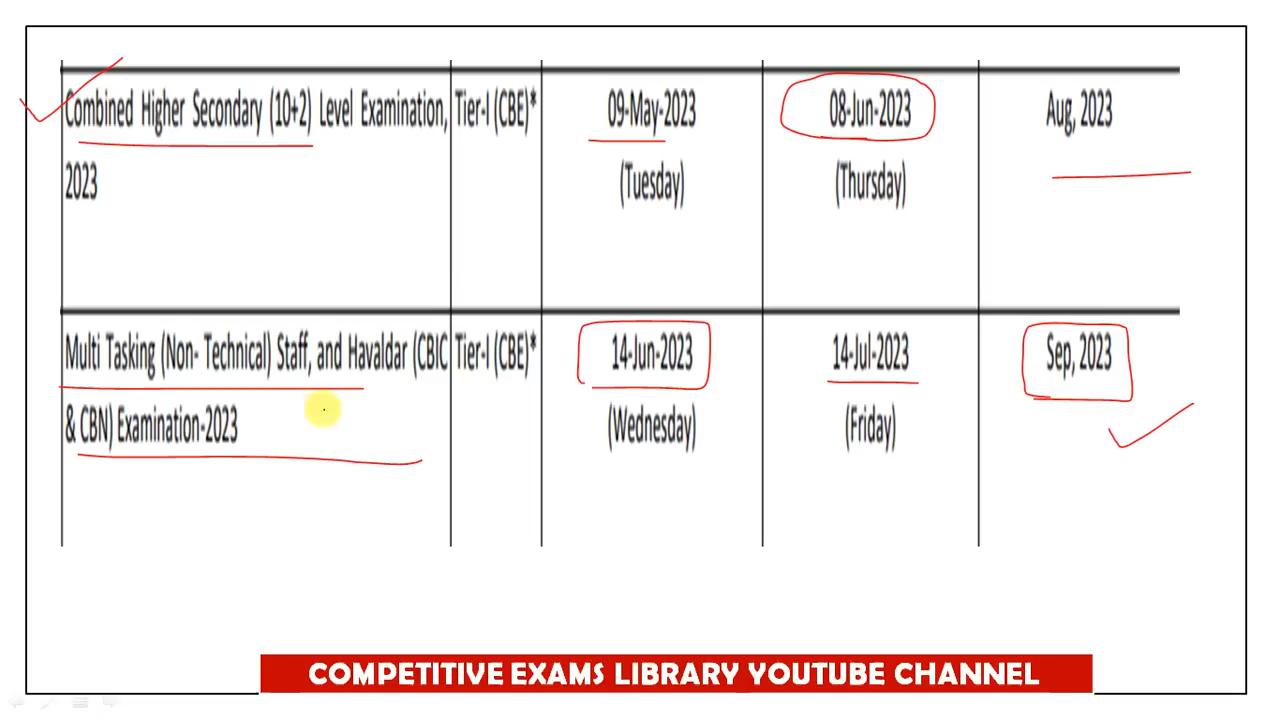 Combined Higher Secondary (10+2) Level Examination, Tier-I (CBE)* 09-May-2023 08-Jun-2023 Aug, 2023
2023 (Tuesday) (Thursday)
Multi Tasking (Non- Technical) Staff, and Havaldar (CBIC Tier-I (CBE)* 14-Jun-2023 14-Jul-2023 Sep, 2023
& CBN) Examination-2023 (Wednesday) (Friday)
COMPETITIVE EXAMS LIBRARY YOUTUBE CHANNEL